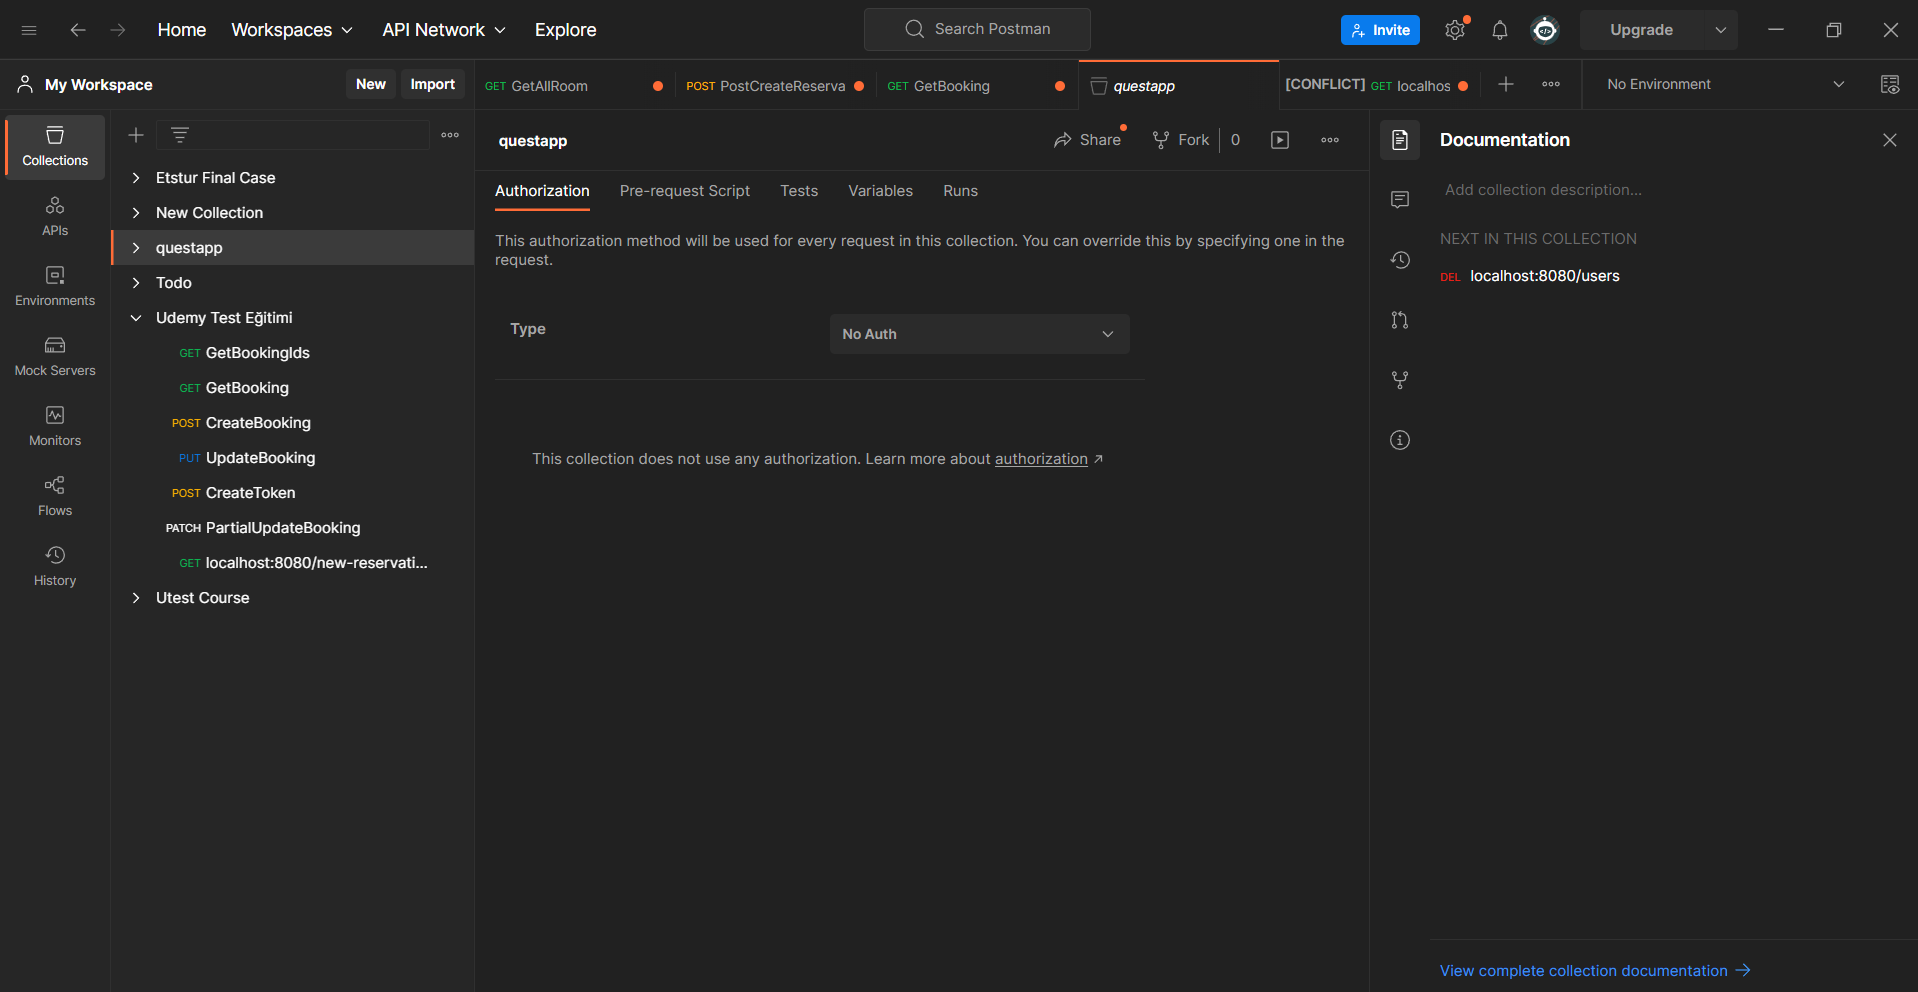 Home Workspaces API Network Explore Search Postman Invite Upgrade
My Workspace New Import GET GetAllRoom POST PostCreateReserva GET GetBooking questapp [CONFLICT] GET localhos No Environment
Collections
APIs
Environments
Mock Servers
Monitors
Flows
History
Etstur Final Case
New Collection
questapp
Todo
Udemy Test Eğitimi
GET GetBookingIds
GET GetBooking
POST CreateBooking
PUT UpdateBooking
POST CreateToken
PATCH PartialUpdateBooking
GET localhost:8080/new-reservati...
Utest Course
questapp Share Fork 0
Authorization Pre-request Script Tests Variables Runs
This authorization method will be used for every request in this collection. You can override this by specifying one in the
request.
Type No Auth
This collection does not use any authorization. Learn more about authorization ↗
Documentation
Add collection description...
NEXT IN THIS COLLECTION
DEL localhost:8080/users
View complete collection documentation →